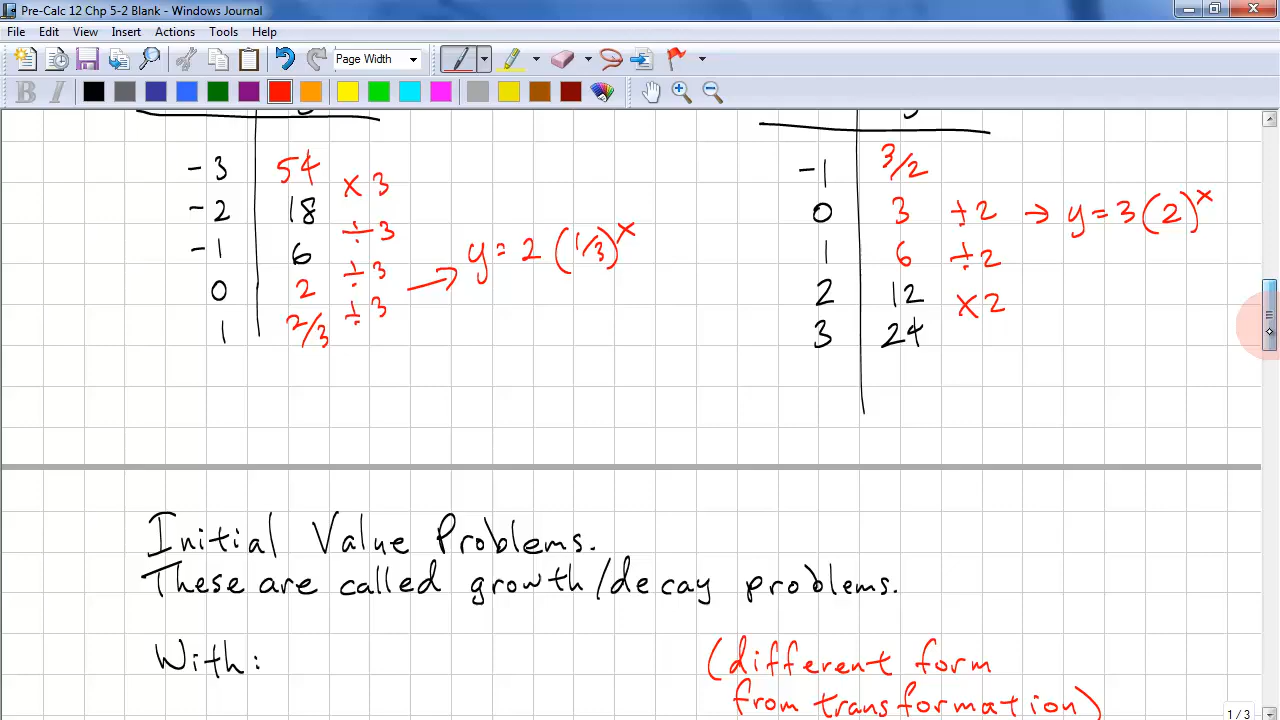 Pre-Calc 12 Chp 5-2 Blank - Windows Journal
File Edit View Insert Actions Tools Help
Page Width
B I
-3 54
× 3
-2 18
÷ 3
-1 6
÷ 3
0 2
÷ 3
1 2/3
→ y = 2 (1/3)^x
-1 3/2
0 3 ÷2 → y = 3 (2)^x
1 6 ÷2
2 12
× 2
3 24
Initial Value Problems.
These are called growth/decay problems.
With:
(different form
from transformation)
1/3